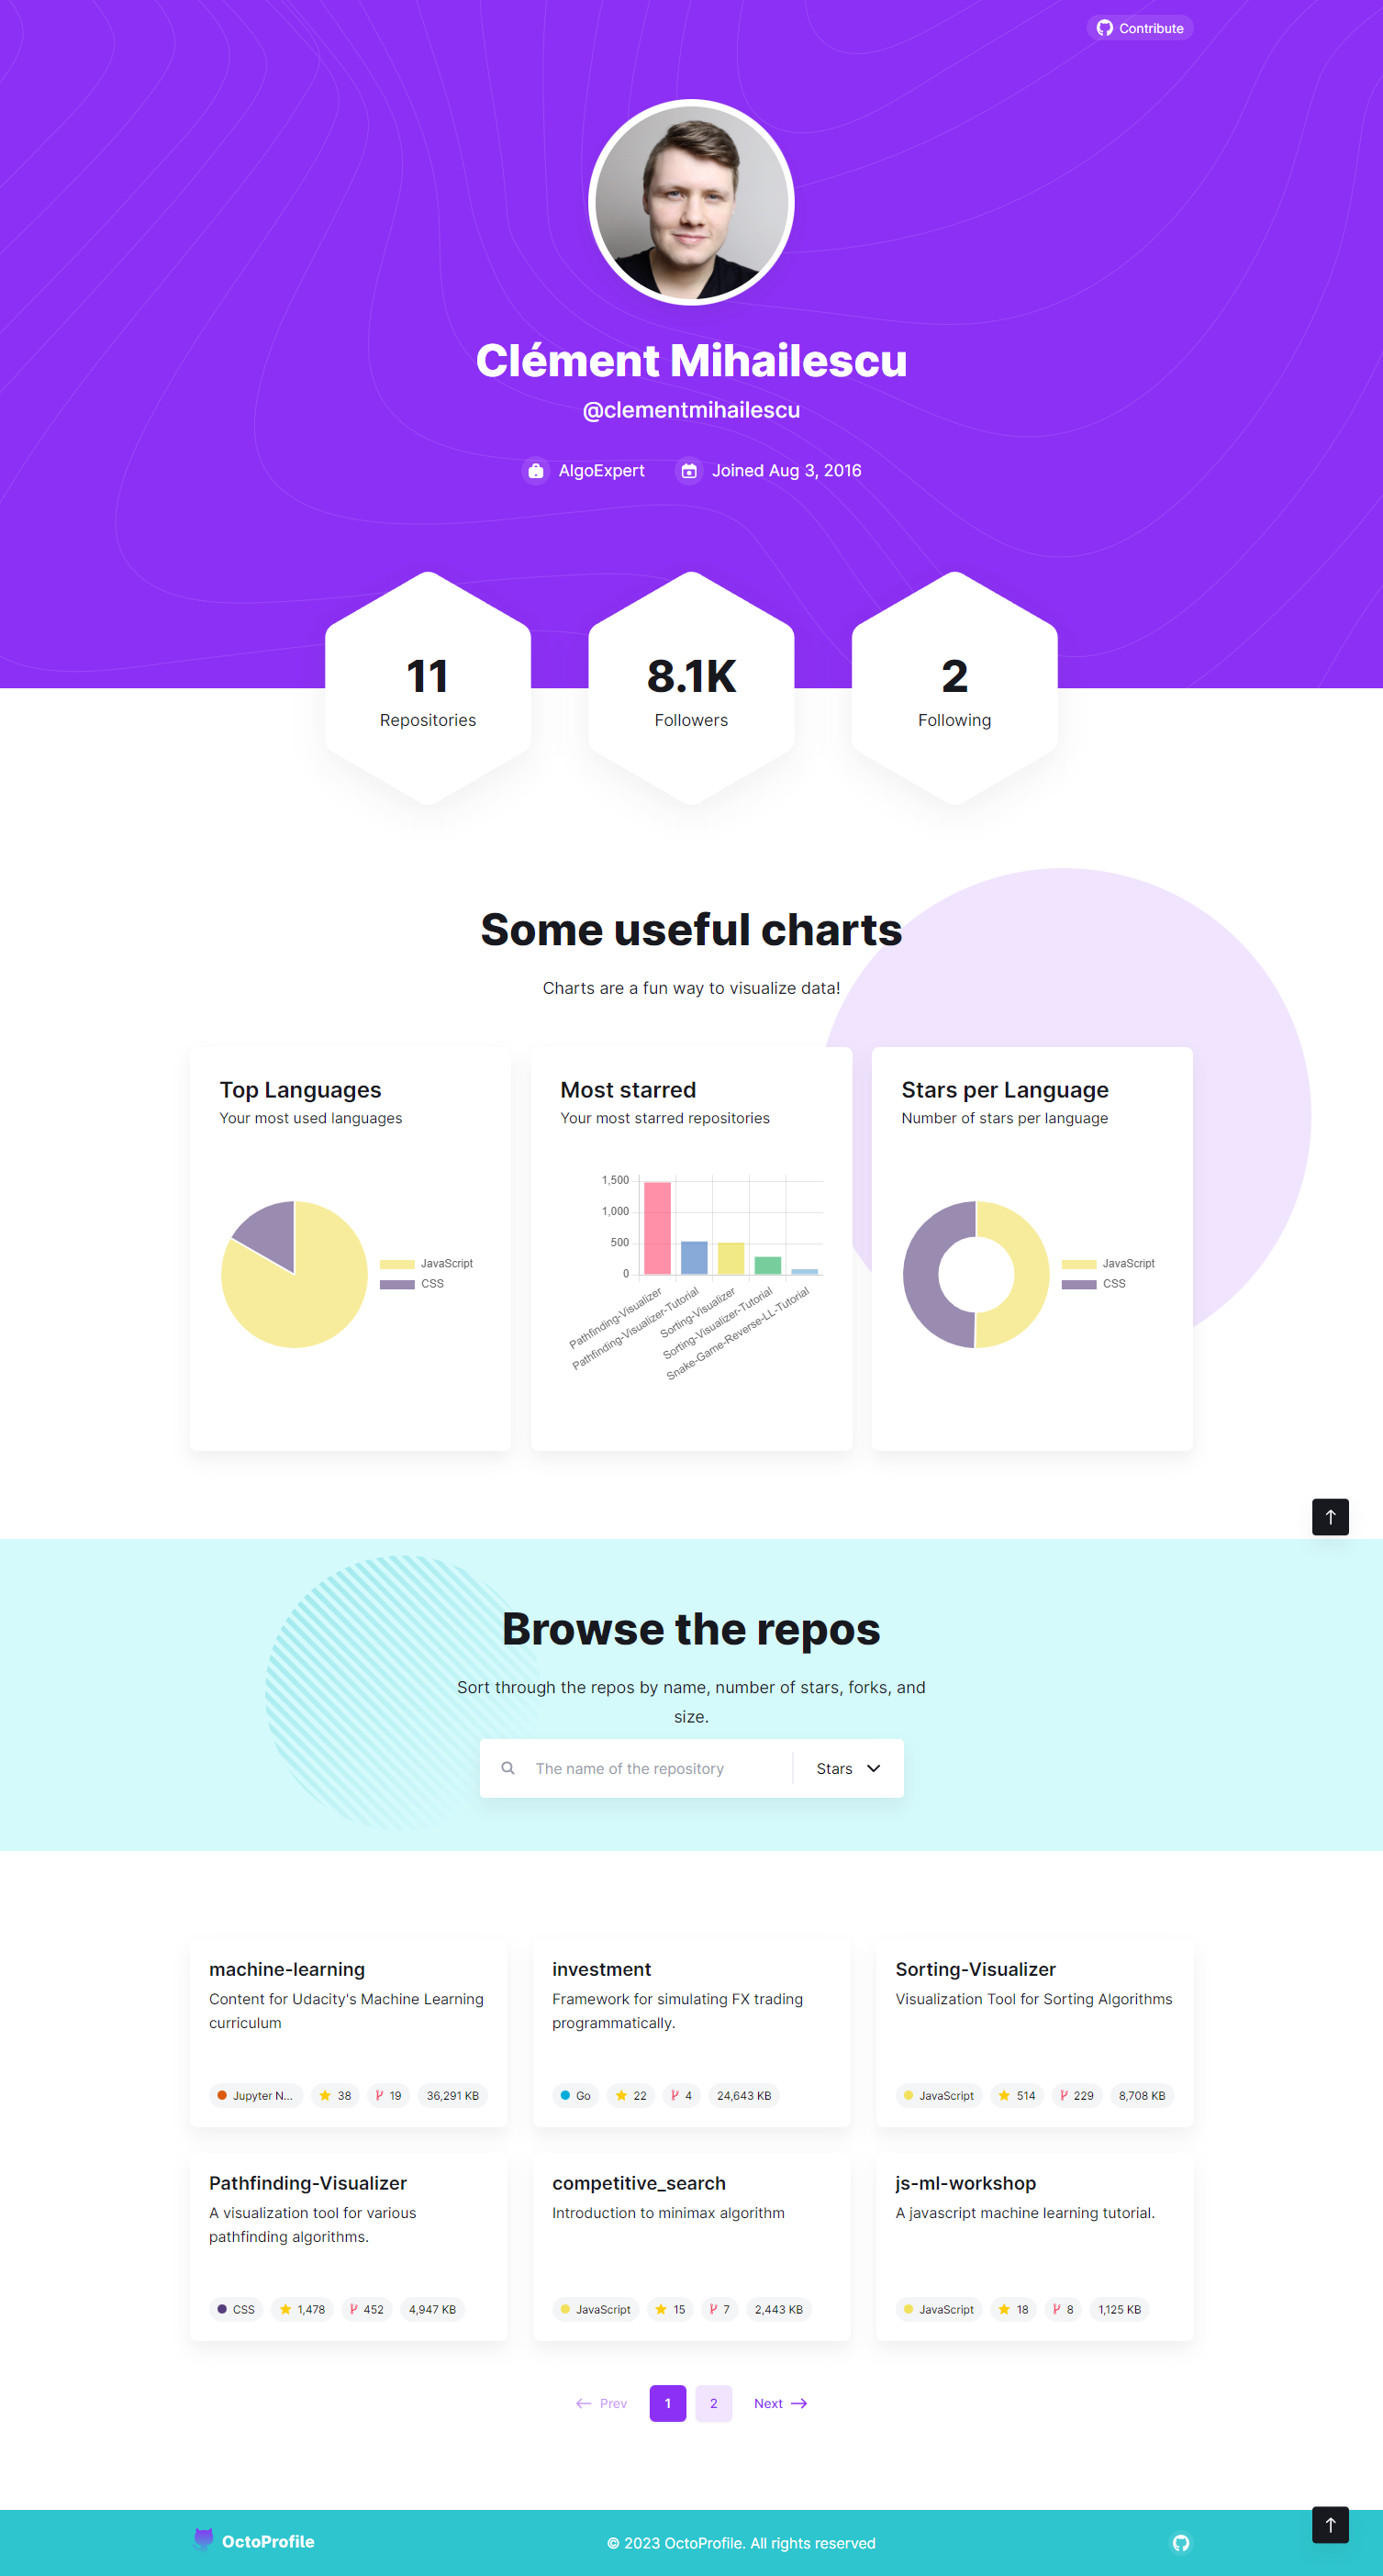 Contribute
Clément Mihailescu
@clementmihailescu
AlgoExpert Joined Aug 3, 2016
11
Repositories
8.1K
Followers
2
Following
Some useful charts
Charts are a fun way to visualize data!
Top Languages
Your most used languages
JavaScript
CSS
Most starred
Your most starred repositories
1,500
1,000
500
0
Pathfinding-Visualizer
Pathfinding-Visualizer-Tutorial
Sorting-Visualizer
Sorting-Visualizer-Tutorial
Snake-Game-Reverse-LL-Tutorial
Stars per Language
Number of stars per language
JavaScript
CSS
Browse the repos
Sort through the repos by name, number of stars, forks, and
size.
The name of the repository Stars
machine-learning
Content for Udacity's Machine Learning
curriculum
Jupyter N... 38 19 36,291 KB
investment
Framework for simulating FX trading
programmatically.
Go 22 4 24,643 KB
Sorting-Visualizer
Visualization Tool for Sorting Algorithms
JavaScript 514 229 8,708 KB
Pathfinding-Visualizer
A visualization tool for various
pathfinding algorithms.
CSS 1,478 452 4,947 KB
competitive_search
Introduction to minimax algorithm
JavaScript 15 7 2,443 KB
js-ml-workshop
A javascript machine learning tutorial.
JavaScript 18 8 1,125 KB
Prev 1 2 Next
OctoProfile
© 2023 OctoProfile. All rights reserved